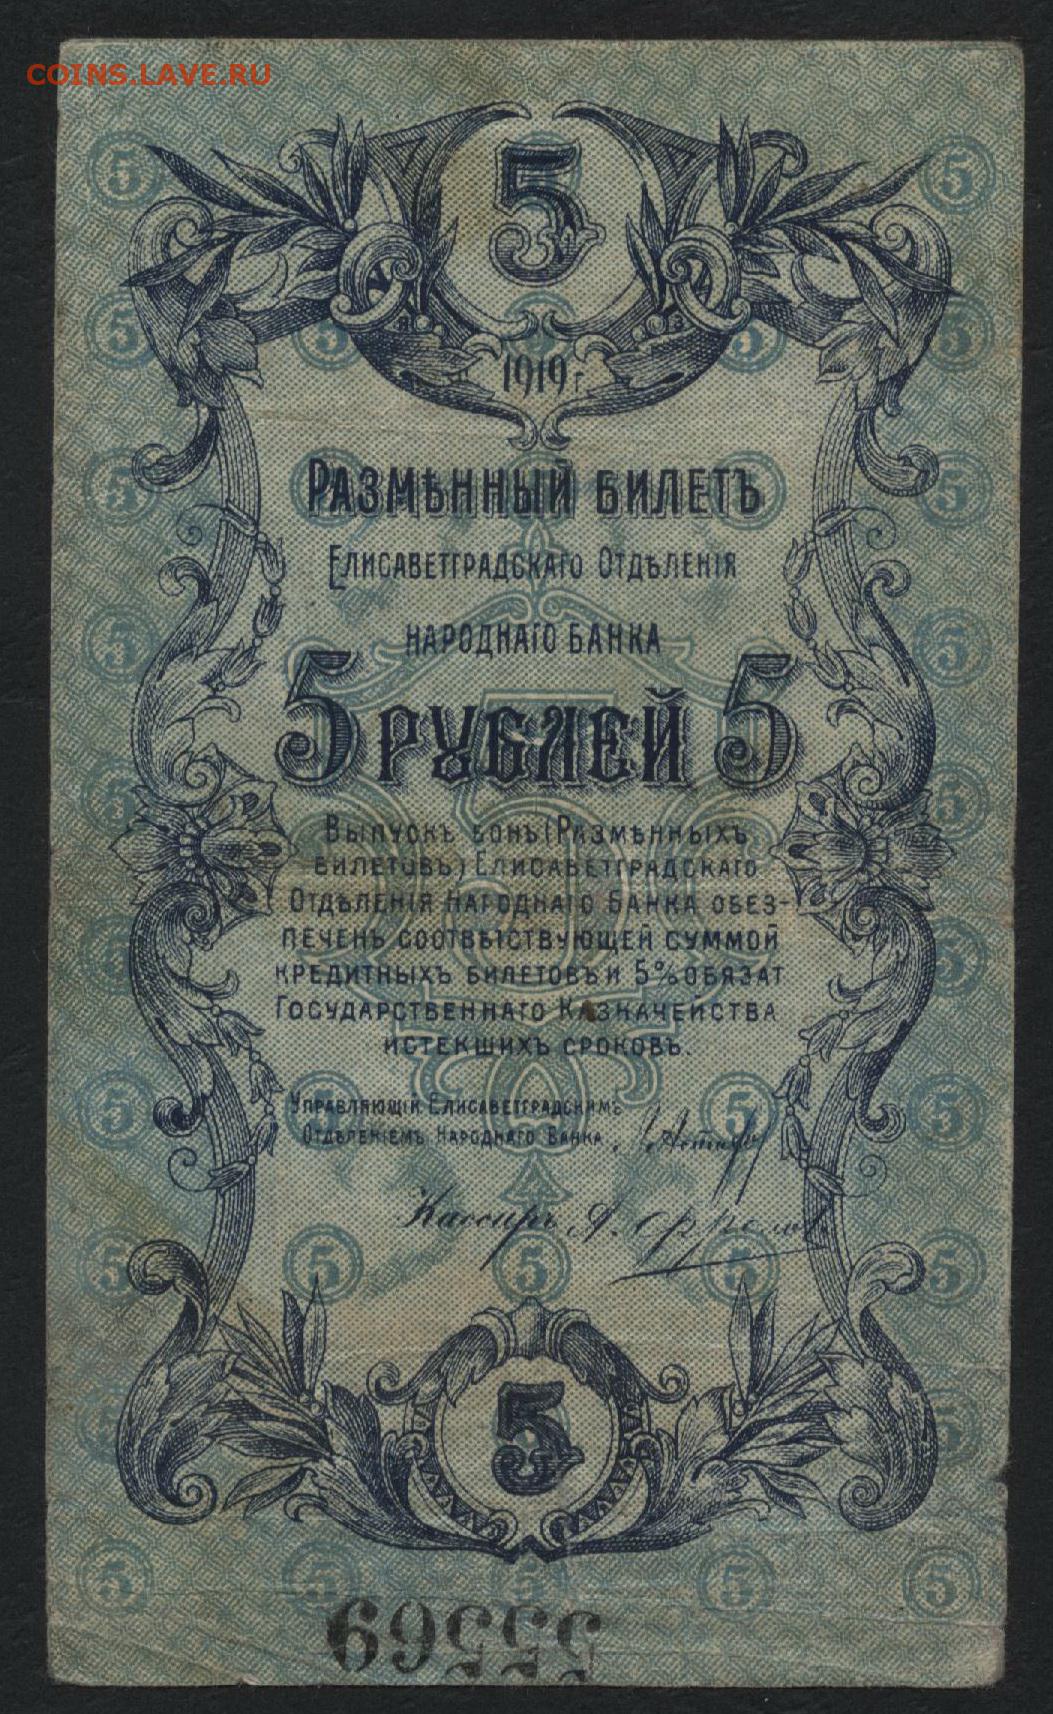 COINS.LAVE.RU
5
1919 г
Размѣнный билетъ
Елисаветградскаго Отдѣленія
народнаго Банка
5 рублей 5
Выпускъ бонъ (Размѣнныхъ
билетовъ) Елисаветградскаго
Отдѣленія Народнаго Банка обез-
печенъ соотвѣтствующей суммой
кредитныхъ билетовъ и 5% обязат
Государственнаго Казначейства
истекшихъ сроковъ.
Управляющій Елисаветградскимъ
Отдѣленіемъ Народнаго Банка
Кассиръ А.
5
55569